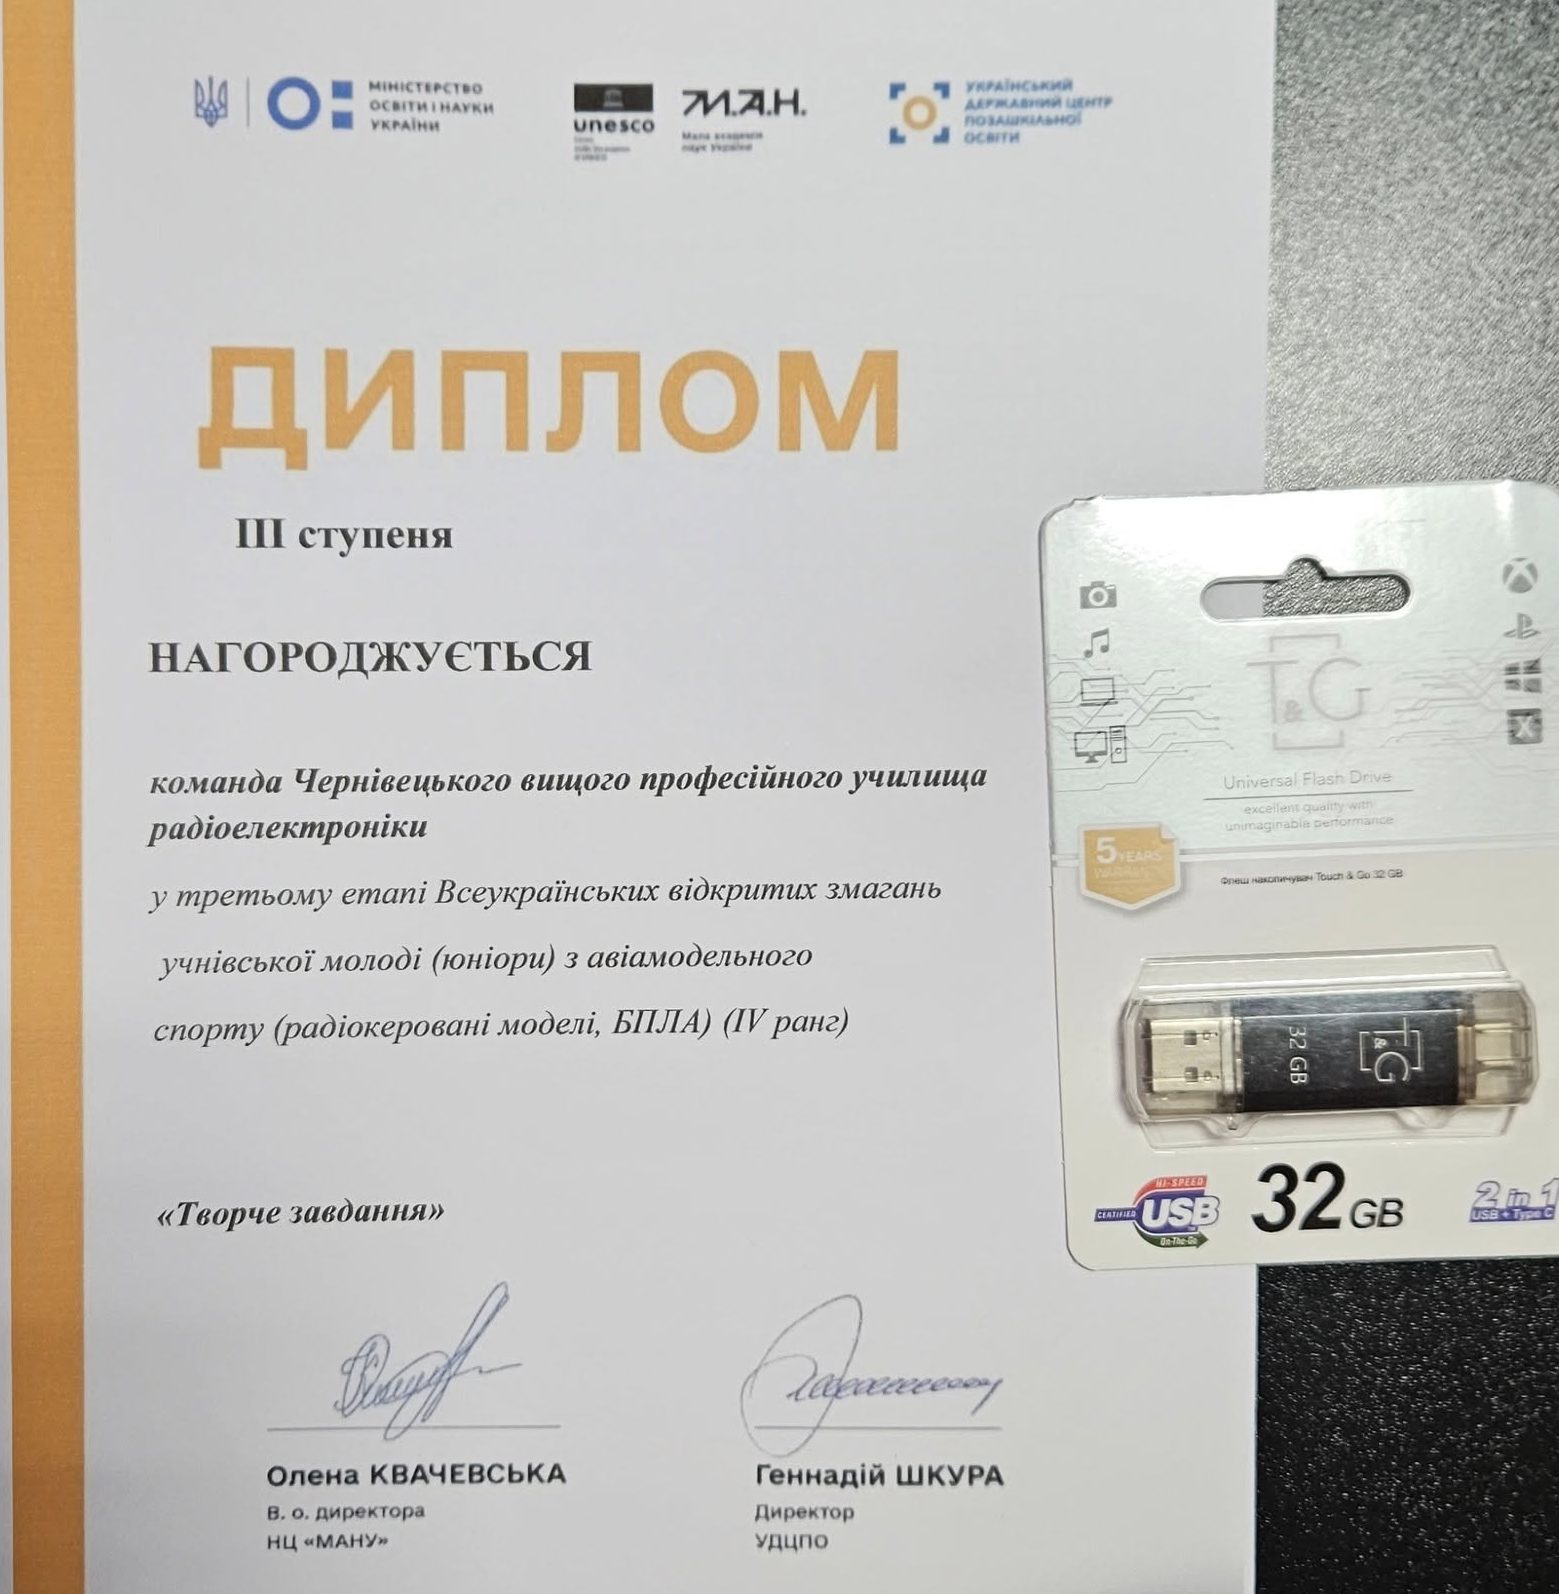 МІНІСТЕРСТВО
ОСВІТИ І НАУКИ
УКРАЇНИ
unesco
М.А.Н.
Мала академія
наук України
УКРАЇНСЬКИЙ
ДЕРЖАВНИЙ ЦЕНТР
ПОЗАШКІЛЬНОЇ
ОСВІТИ
ДИПЛОМ
III ступеня
НАГОРОДЖУЄТЬСЯ
команда Чернівецького вищого професійного училища
радіоелектроніки
у третьому етапі Всеукраїнських відкритих змагань
учнівської молоді (юніори) з авіамодельного
спорту (радіокеровані моделі, БПЛА) (IV ранг)
«Творче завдання»
Олена КВАЧЕВСЬКА
В. о. директора
НЦ «МАНУ»
Геннадій ШКУРА
Директор
УДЦПО
T&G
Universal Flash Drive
excellent quality with
unimaginable performance
5 YEARS
WARRANTY
Флеш накопичувач Touch & Go 32 GB
32 GB
T&G
HI-SPEED
CERTIFIED USB
On-The-Go
32 GB
2 in 1
USB + Type C